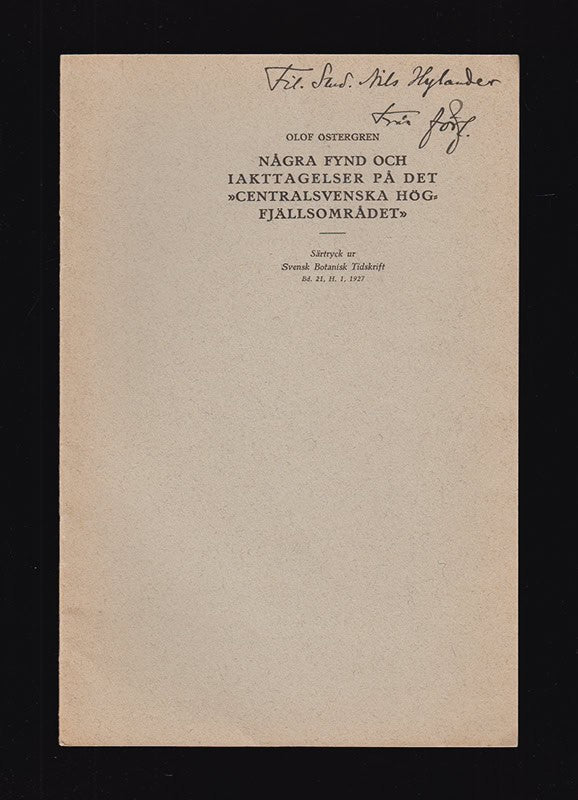 Fil. Stud. Nils Hylander
från förf.
OLOF ÖSTERGREN
NÅGRA FYND OCH
IAKTTAGELSER PÅ DET
»CENTRALSVENSKA HÖG-
FJÄLLSOMRÅDET»
Särtryck ur
Svensk Botanisk Tidskrift
Bd. 21, H. 1, 1927